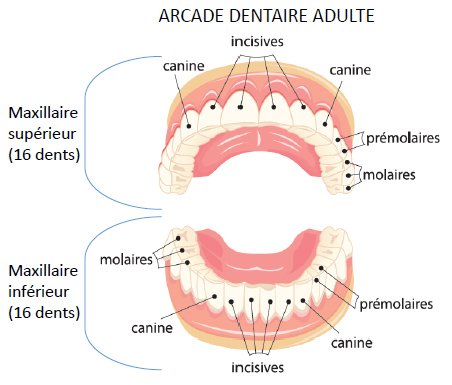 ARCADE DENTAIRE ADULTE
incisives
canine
canine
Maxillaire
supérieur
(16 dents)
prémolaires
molaires
molaires
Maxillaire
inférieur
(16 dents)
prémolaires
canine
canine
incisives